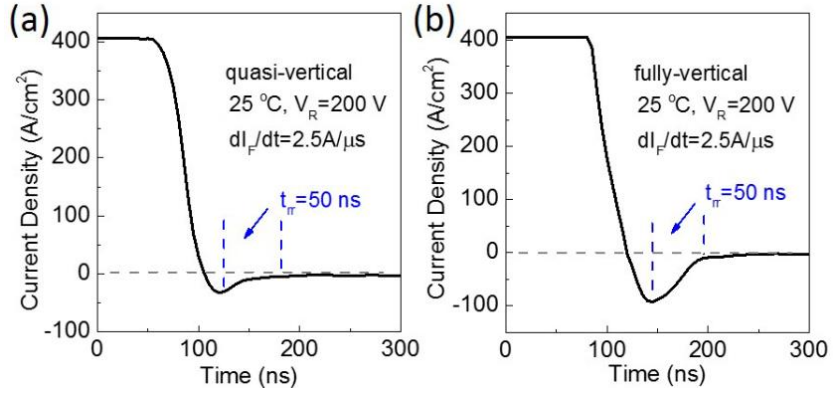 (a)
400
300
200
100
0
-100
0
100
200
300
Current Density (A/cm²)
Time (ns)
quasi-vertical
25 °C, V_R=200 V
dI_F/dt=2.5A/μs
t_rr=50 ns
(b)
400
300
200
100
0
-100
0
100
200
300
Current Density (A/cm²)
Time (ns)
fully-vertical
25 °C, V_R=200 V
dI_F/dt=2.5A/μs
t_rr=50 ns